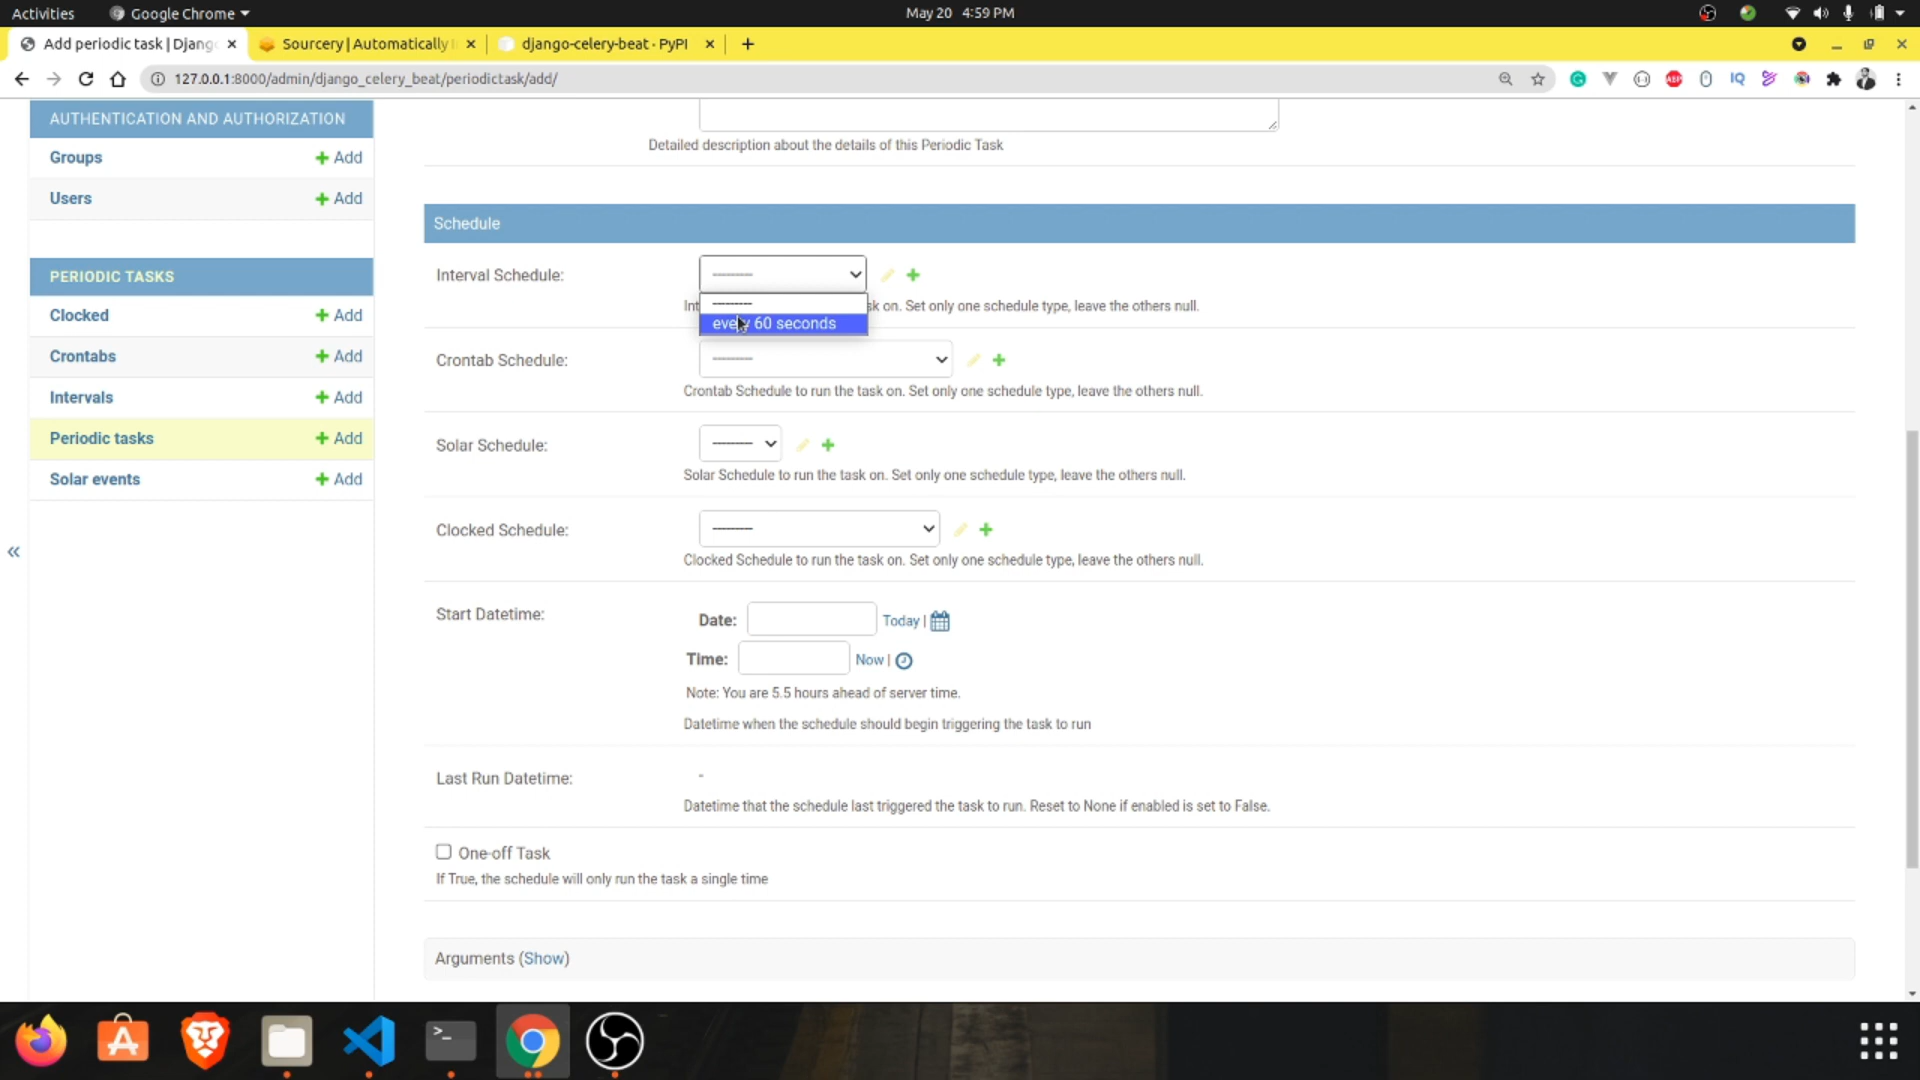 Activities Google Chrome May 20 4:59 PM
Add periodic task | Djang Sourcery | Automatically django-celery-beat · PyPI
127.0.0.1:8000/admin/django_celery_beat/periodictask/add/
AUTHENTICATION AND AUTHORIZATION
Groups Add
Users Add
PERIODIC TASKS
Clocked Add
Crontabs Add
Intervals Add
Periodic tasks Add
Solar events Add
«
Detailed description about the details of this Periodic Task
Schedule
Interval Schedule: ---------
---------
every 60 seconds
Int sk on. Set only one schedule type, leave the others null.
Crontab Schedule: ---------
Crontab Schedule to run the task on. Set only one schedule type, leave the others null.
Solar Schedule: ---------
Solar Schedule to run the task on. Set only one schedule type, leave the others null.
Clocked Schedule: ---------
Clocked Schedule to run the task on. Set only one schedule type, leave the others null.
Start Datetime:
Date: Today |
Time: Now |
Note: You are 5.5 hours ahead of server time.
Datetime when the schedule should begin triggering the task to run
Last Run Datetime: -
Datetime that the schedule last triggered the task to run. Reset to None if enabled is set to False.
One-off Task
If True, the schedule will only run the task a single time
Arguments (Show)